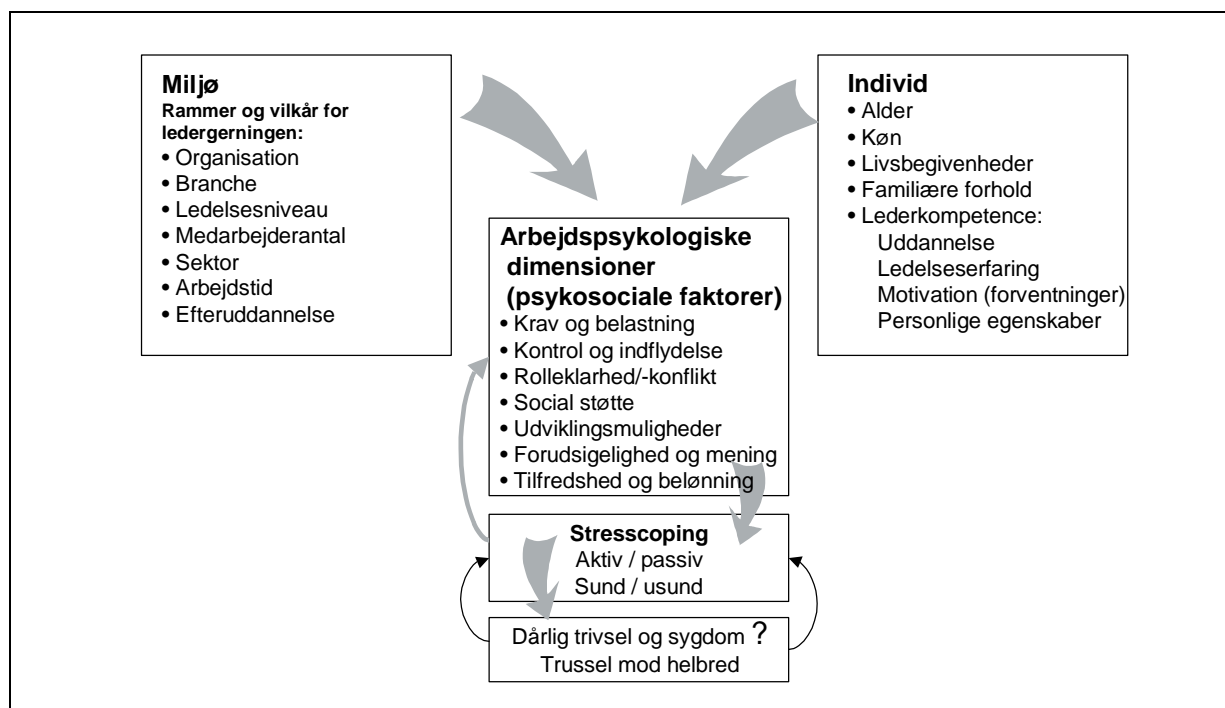 Miljø
Rammer og vilkår for
ledergerningen:
• Organisation
• Branche
• Ledelsesniveau
• Medarbejderantal
• Sektor
• Arbejdstid
• Efteruddannelse
Individ
• Alder
• Køn
• Livsbegivenheder
• Familiære forhold
• Lederkompetence:
Uddannelse
Ledelseserfaring
Motivation (forventninger)
Personlige egenskaber
Arbejdspsykologiske
dimensioner
(psykosociale faktorer)
• Krav og belastning
• Kontrol og indflydelse
• Rolleklarhed/-konflikt
• Social støtte
• Udviklingsmuligheder
• Forudsigelighed og mening
• Tilfredshed og belønning
Stresscoping
Aktiv / passiv
Sund / usund
Dårlig trivsel og sygdom ?
Trussel mod helbred